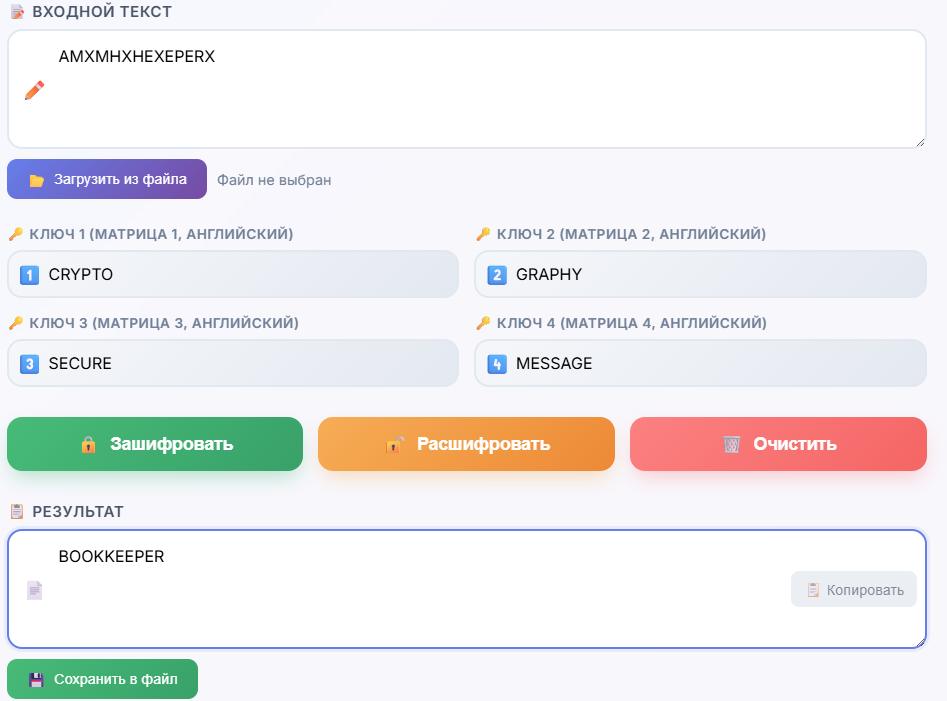 ВХОДНОЙ ТЕКСТ
AMXMHXHEXEPERX
Загрузить из файла Файл не выбран
КЛЮЧ 1 (МАТРИЦА 1, АНГЛИЙСКИЙ) КЛЮЧ 2 (МАТРИЦА 2, АНГЛИЙСКИЙ)
1 CRYPTO 2 GRAPHY
КЛЮЧ 3 (МАТРИЦА 3, АНГЛИЙСКИЙ) КЛЮЧ 4 (МАТРИЦА 4, АНГЛИЙСКИЙ)
3 SECURE 4 MESSAGE
Зашифровать Расшифровать Очистить
РЕЗУЛЬТАТ
BOOKKEEPER
Копировать
Сохранить в файл